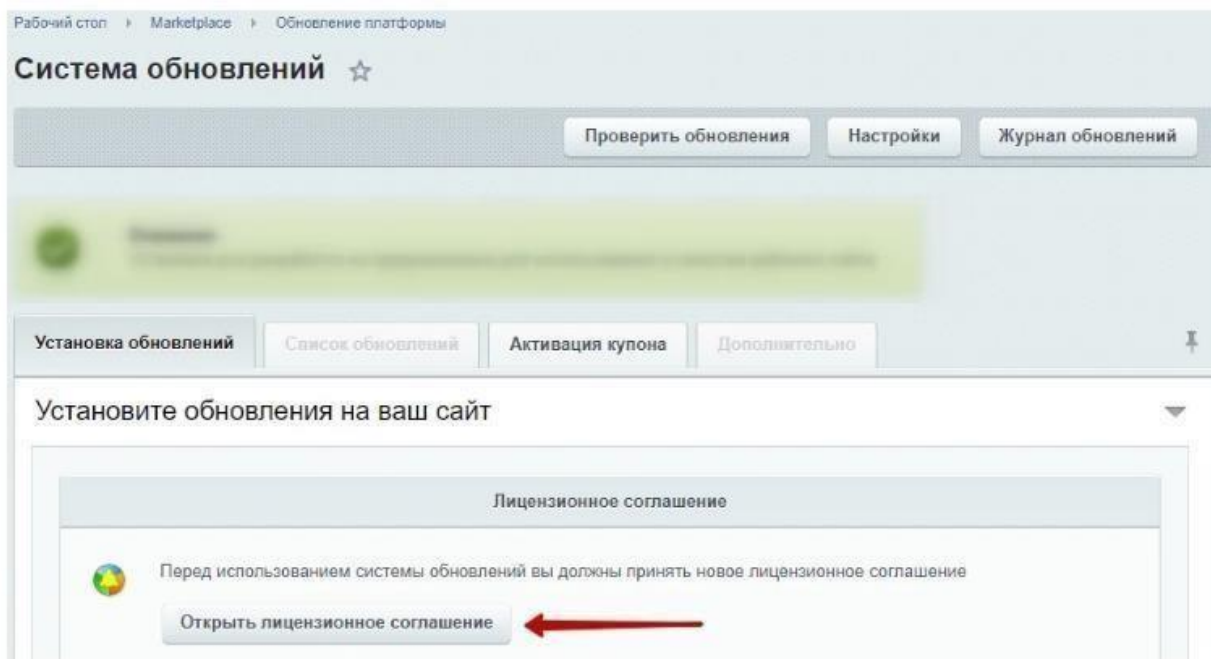 Рабочий стол Marketplace Обновление платформы
Система обновлений
Проверить обновления Настройки Журнал обновлений
Установка обновлений Список обновлений Активация купона Дополнительно
Установите обновления на ваш сайт
Лицензионное соглашение
Перед использованием системы обновлений вы должны принять новое лицензионное соглашение
Открыть лицензионное соглашение